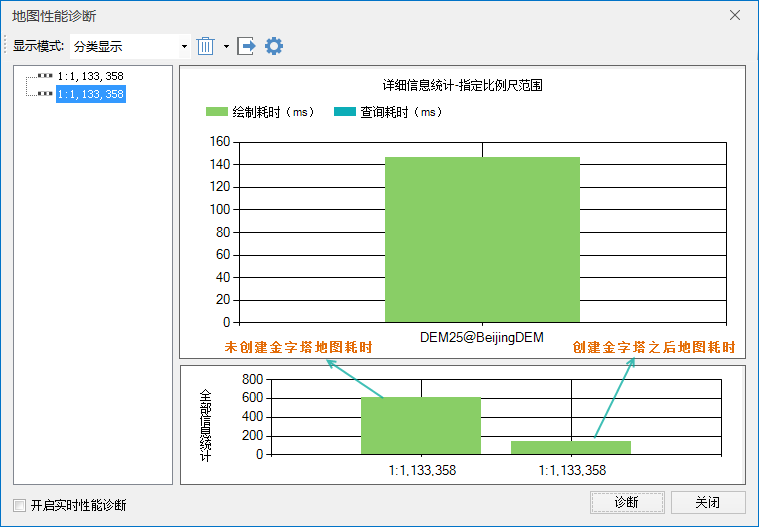 地图性能诊断
显示模式: 分类显示
1:1,133,358
1:1,133,358
详细信息统计-指定比例尺范围
绘制耗时（ms） 查询耗时（ms）
160
140
120
100
80
60
40
20
0
DEM25@BeijingDEM
未创建金字塔地图耗时 创建金字塔之后地图耗时
全部信息统计
800
600
400
200
0
1:1,133,358 1:1,133,358
开启实时性能诊断
诊断 关闭